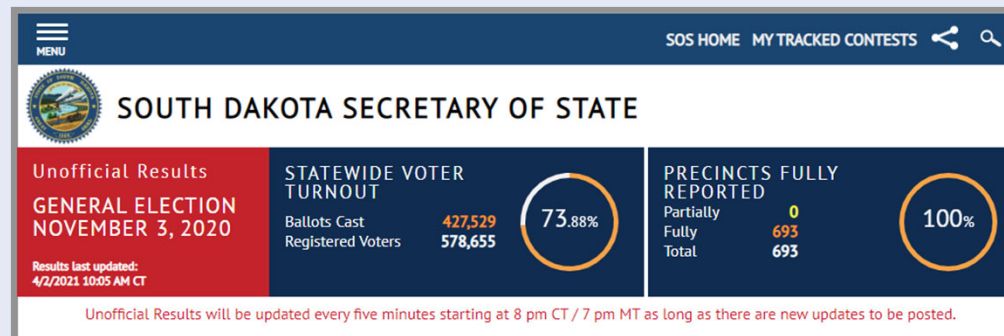 MENU
SOS HOME MY TRACKED CONTESTS
SOUTH DAKOTA SECRETARY OF STATE
Unofficial Results
GENERAL ELECTION
NOVEMBER 3, 2020
Results last updated:
4/2/2021 10:05 AM CT
STATEWIDE VOTER
TURNOUT
Ballots Cast 427,529
Registered Voters 578,655
73.88%
PRECINCTS FULLY
REPORTED
Partially 0
Fully 693
Total 693
100%
Unofficial Results will be updated every five minutes starting at 8 pm CT / 7 pm MT as long as there are new updates to be posted.